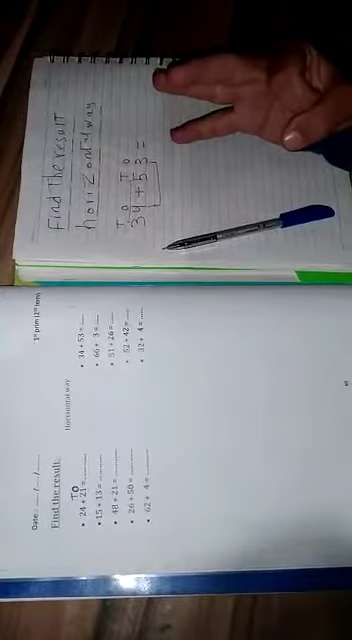 Find The result
horizontal way
T O T O
34+53=
Date: ..../..../....
1st prim (2nd term)
Find the result:
Horizontal way
TO
• 24 + 21 = ..........
• 15 + 13 = ..........
• 48 + 21 = ..........
• 26 + 50 = ..........
• 62 + 4 = ..........
• 34 + 53 = ......
• 66 + 3 = ......
• 51 + 26 = ......
• 52 + 42 = ......
• 32 + 4 = ......